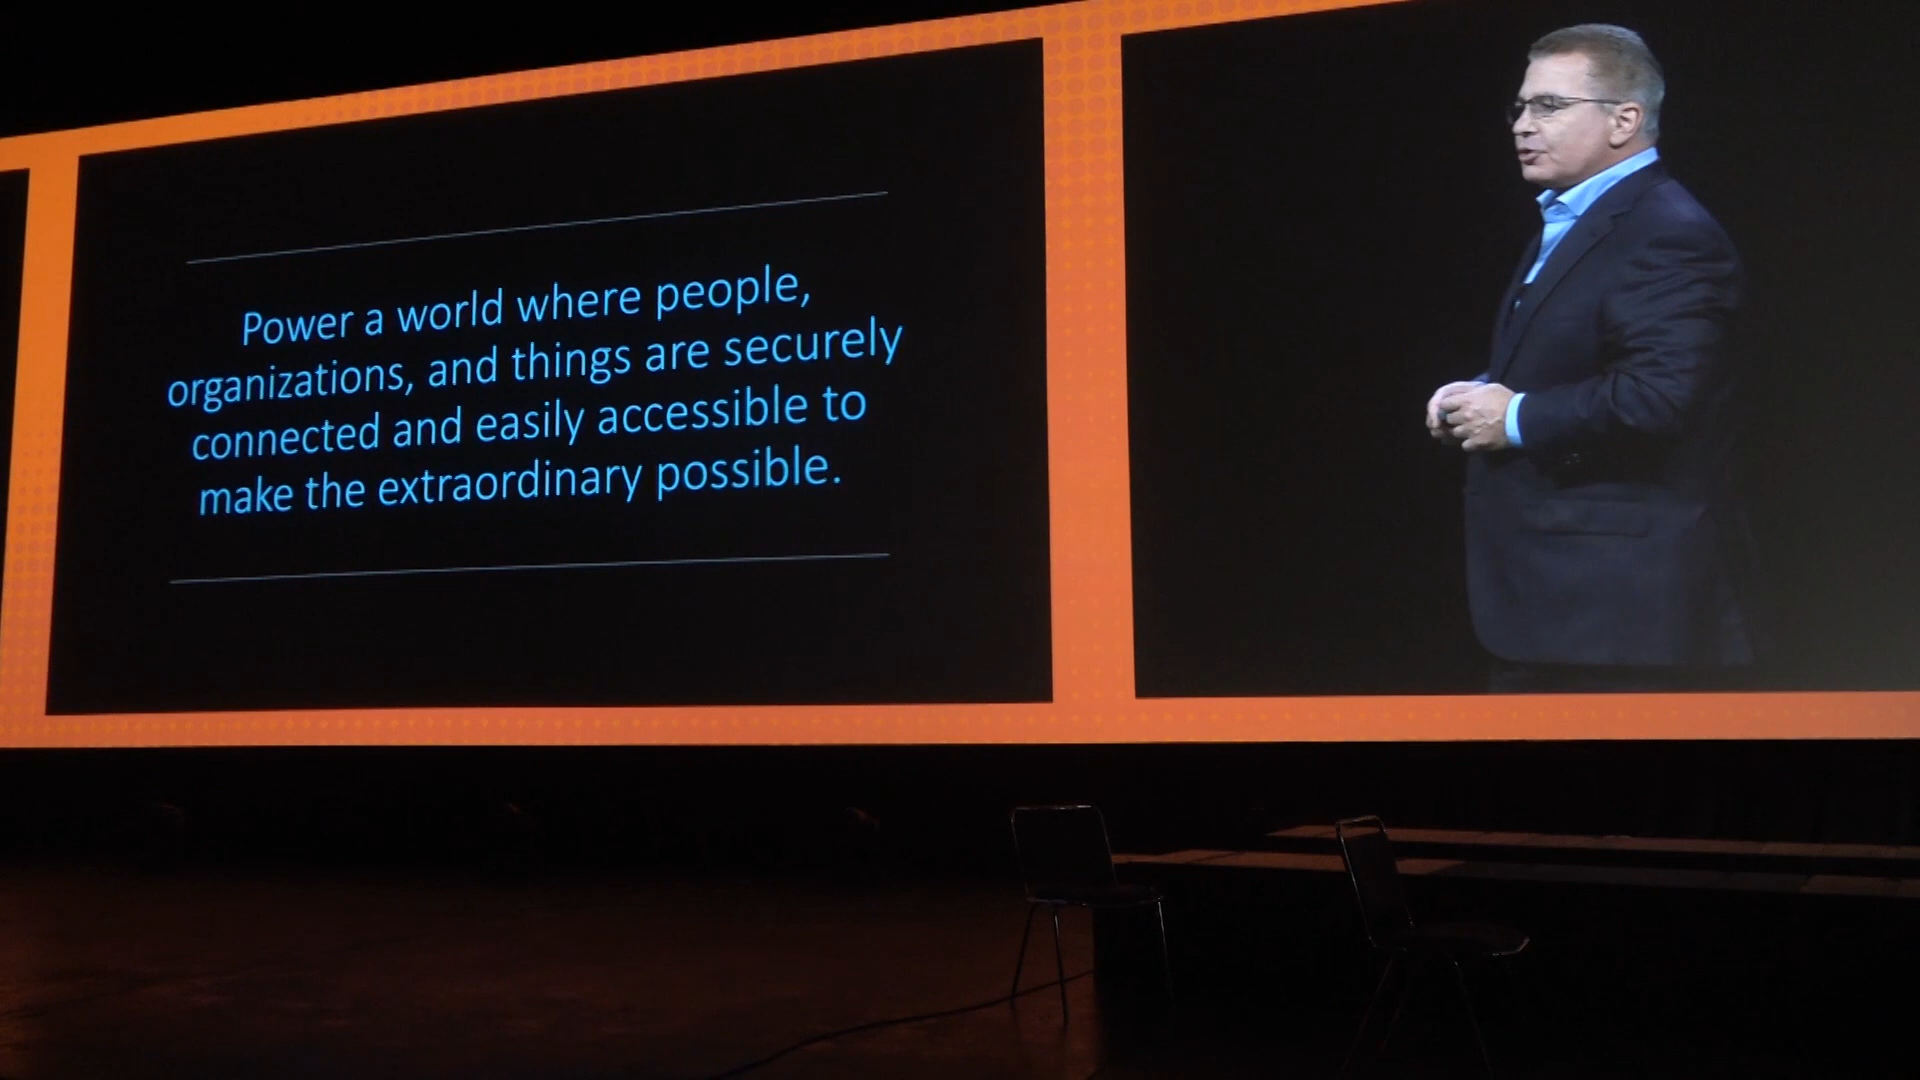 Power a world where people,
organizations, and things are securely
connected and easily accessible to
make the extraordinary possible.